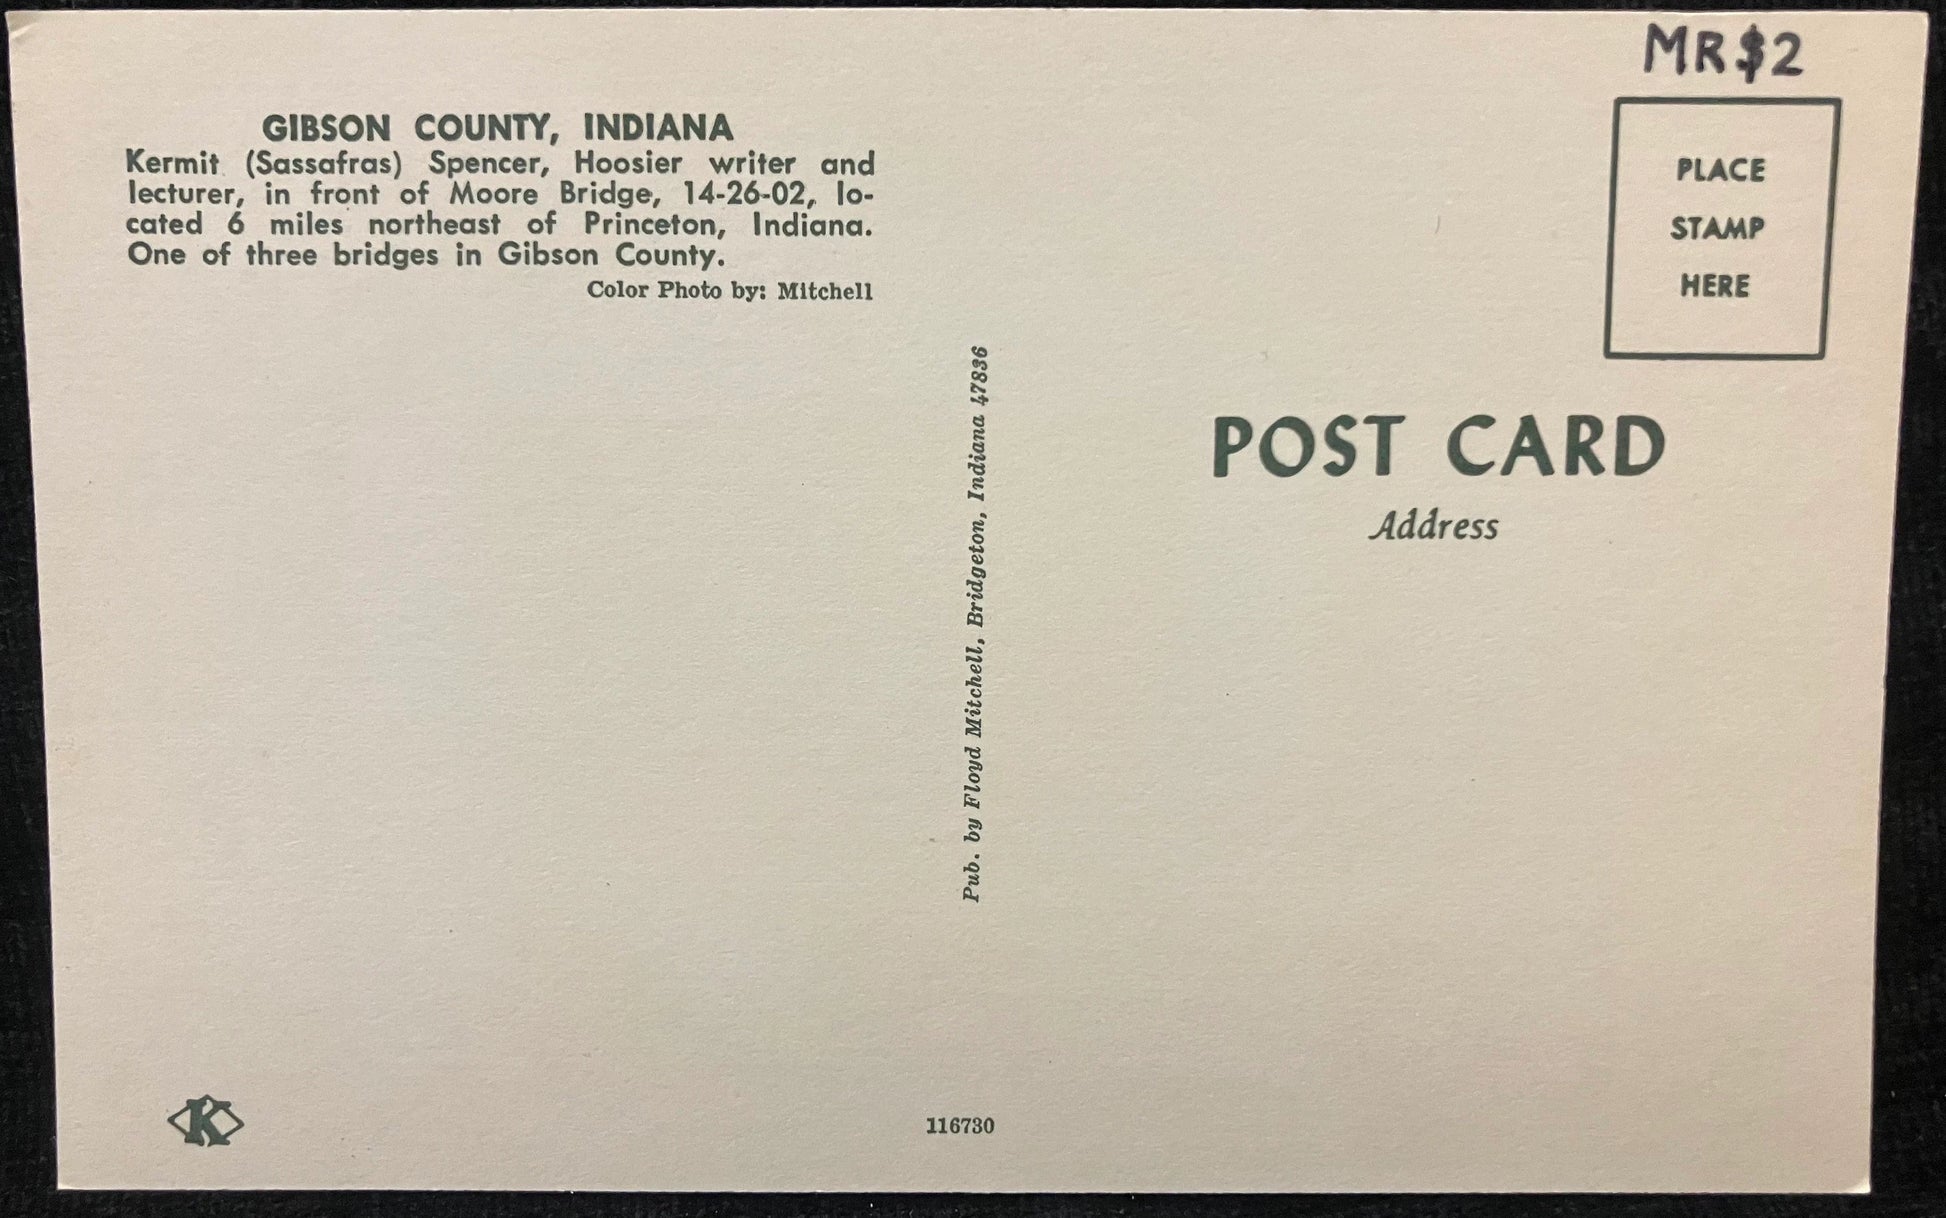 MR $2
GIBSON COUNTY, INDIANA
Kermit (Sassafras) Spencer, Hoosier writer and
lecturer, in front of Moore Bridge, 14-26-02, lo-
cated 6 miles northeast of Princeton, Indiana.
One of three bridges in Gibson County.
Color Photo by: Mitchell
PLACE
STAMP
HERE
Pub. by Floyd Mitchell, Bridgeton, Indiana 47836
POST CARD
Address
K
116730